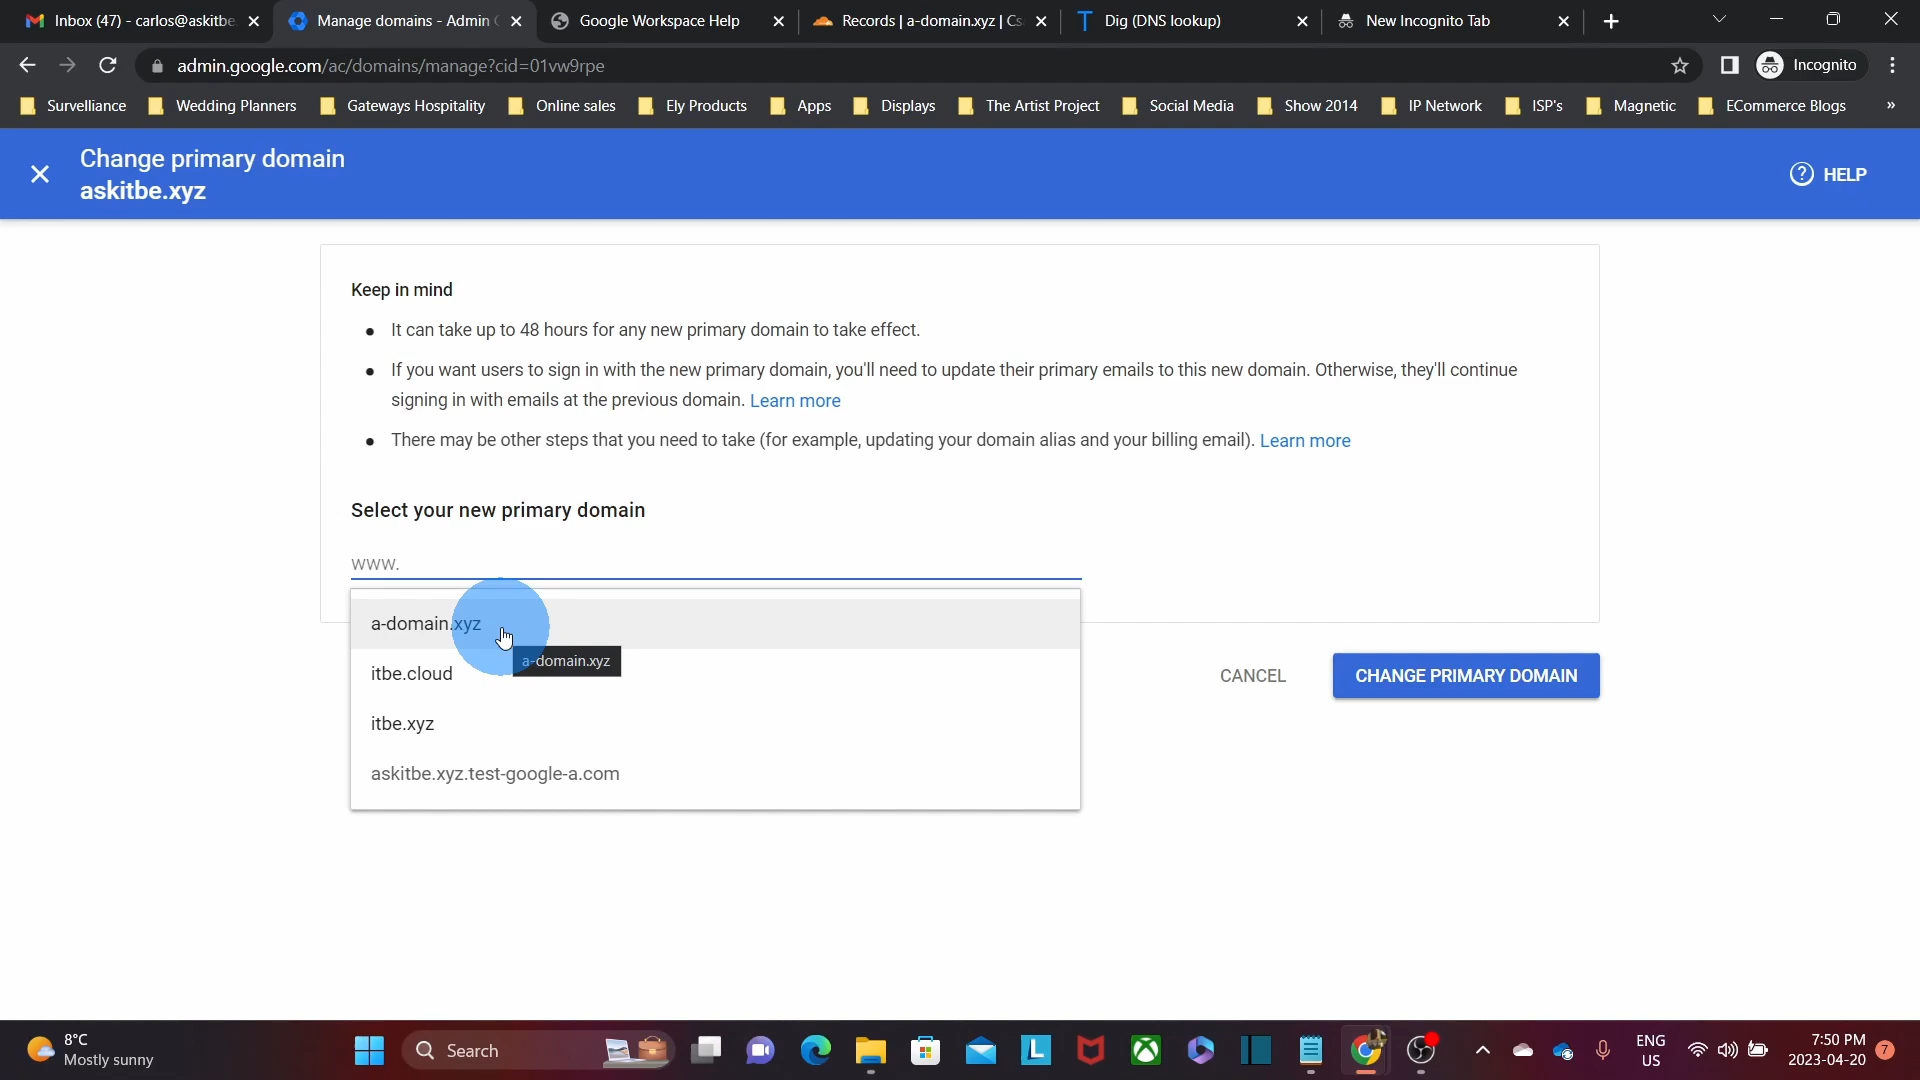 Inbox (47) - carlos@askitbe
Manage domains - Admin
Google Workspace Help
Records | a-domain.xyz | Cs
Dig (DNS lookup)
New Incognito Tab
admin.google.com/ac/domains/manage?cid=01vw9rpe
Incognito
Survelliance
Wedding Planners
Gateways Hospitality
Online sales
Ely Products
Apps
Displays
The Artist Project
Social Media
Show 2014
IP Network
ISP's
Magnetic
ECommerce Blogs
»
Change primary domain
askitbe.xyz
HELP
Keep in mind
It can take up to 48 hours for any new primary domain to take effect.
If you want users to sign in with the new primary domain, you'll need to update their primary emails to this new domain. Otherwise, they'll continue
signing in with emails at the previous domain. Learn more
There may be other steps that you need to take (for example, updating your domain alias and your billing email). Learn more
Select your new primary domain
www.
a-domain.xyz
a-domain.xyz
itbe.cloud
itbe.xyz
askitbe.xyz.test-google-a.com
CANCEL
CHANGE PRIMARY DOMAIN
8°C
Mostly sunny
Search
ENG
US
7:50 PM
2023-04-20
7